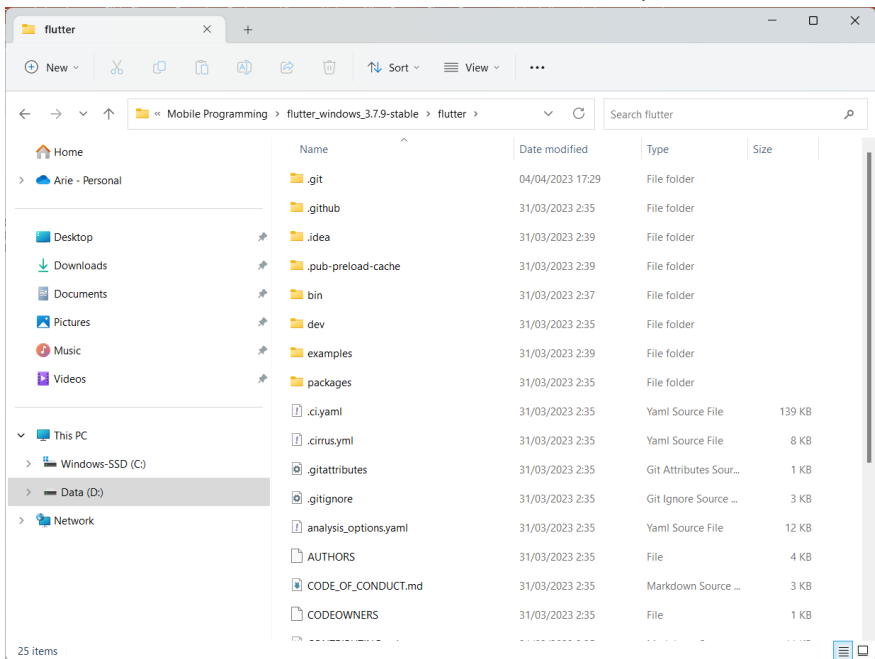 flutter
New
Sort
View
« Mobile Programming > flutter_windows_3.7.9-stable > flutter >
Search flutter
Home
Arie - Personal
Desktop
Downloads
Documents
Pictures
Music
Videos
This PC
Windows-SSD (C:)
Data (D:)
Network
Name Date modified Type Size
.git 04/04/2023 17:29 File folder
.github 31/03/2023 2:35 File folder
.idea 31/03/2023 2:39 File folder
.pub-preload-cache 31/03/2023 2:39 File folder
bin 31/03/2023 2:37 File folder
dev 31/03/2023 2:35 File folder
examples 31/03/2023 2:39 File folder
packages 31/03/2023 2:35 File folder
.ci.yaml 31/03/2023 2:35 Yaml Source File 139 KB
.cirrus.yml 31/03/2023 2:35 Yaml Source File 8 KB
.gitattributes 31/03/2023 2:35 Git Attributes Sour... 1 KB
.gitignore 31/03/2023 2:35 Git Ignore Source ... 3 KB
analysis_options.yaml 31/03/2023 2:35 Yaml Source File 12 KB
AUTHORS 31/03/2023 2:35 File 4 KB
CODE_OF_CONDUCT.md 31/03/2023 2:35 Markdown Source ... 3 KB
CODEOWNERS 31/03/2023 2:35 File 1 KB
25 items